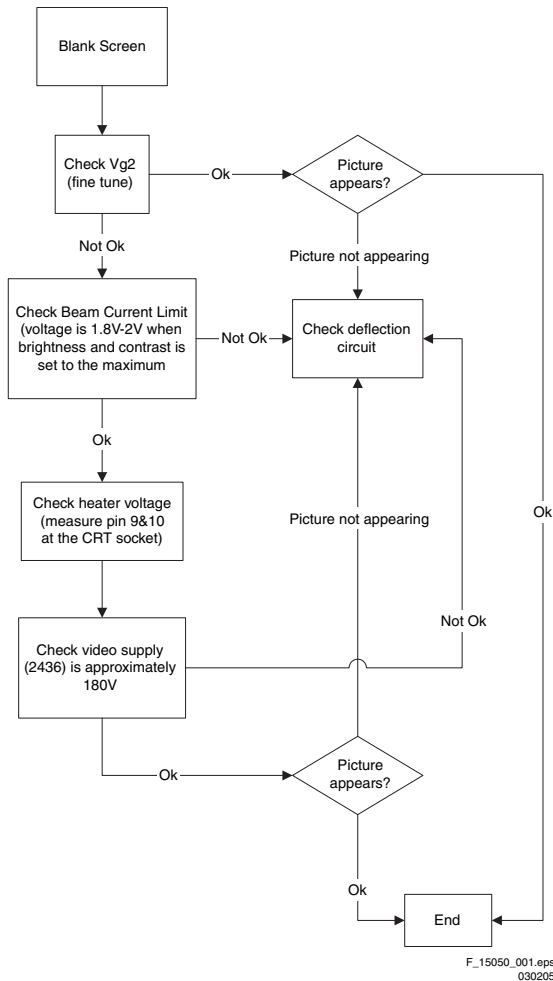 Blank Screen
Check Vg2
(fine tune)
Ok
Picture
appears?
Not Ok
Picture not appearing
Check Beam Current Limit
(voltage is 1.8V-2V when
brightness and contrast is
set to the maximum
Not Ok
Check deflection
circuit
Ok
Check heater voltage
(measure pin 9&10
at the CRT socket)
Picture not appearing
Ok
Not Ok
Check video supply
(2436) is approximately
180V
Ok
Picture
appears?
Ok
End
F_15050_001.eps
030205